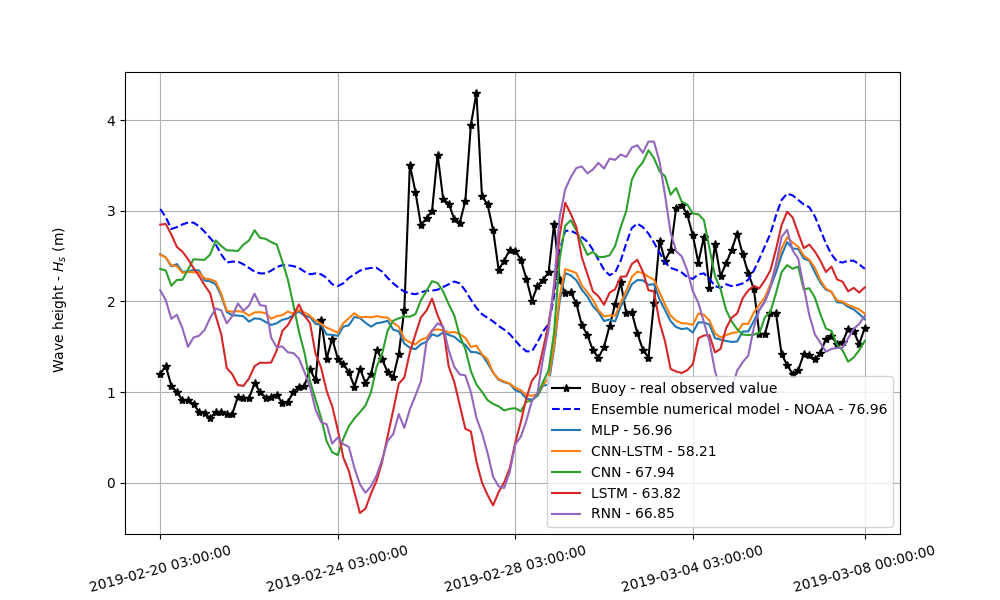 4
3
2
1
0
Wave height - Hs (m)
Buoy - real observed value
Ensemble numerical model - NOAA - 76.96
MLP - 56.96
CNN-LSTM - 58.21
CNN - 67.94
LSTM - 63.82
RNN - 66.85
2019-02-20 03:00:00
2019-02-24 03:00:00
2019-02-28 03:00:00
2019-03-04 03:00:00
2019-03-08 00:00:00